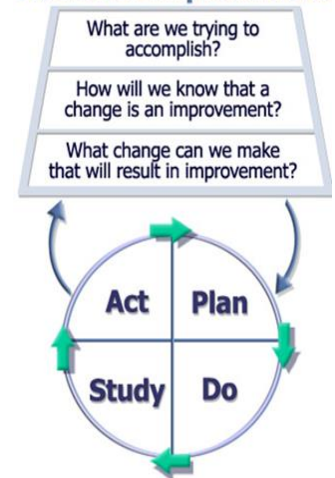 What are we trying to
accomplish?
How will we know that a
change is an improvement?
What change can we make
that will result in improvement?
Act
Plan
Study
Do